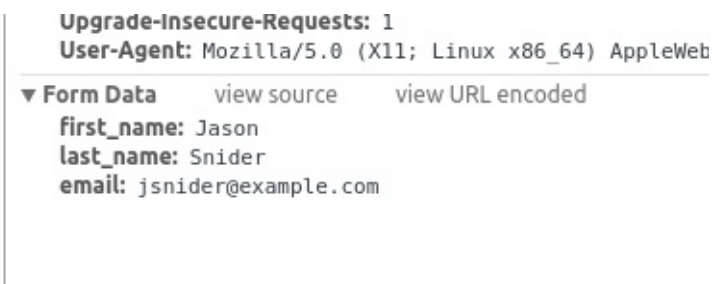 Upgrade-Insecure-Requests: 1
User-Agent: Mozilla/5.0 (X11; Linux x86_64) AppleWeb
▼ Form Data view source view URL encoded
first_name: Jason
last_name: Snider
email: jsnider@example.com